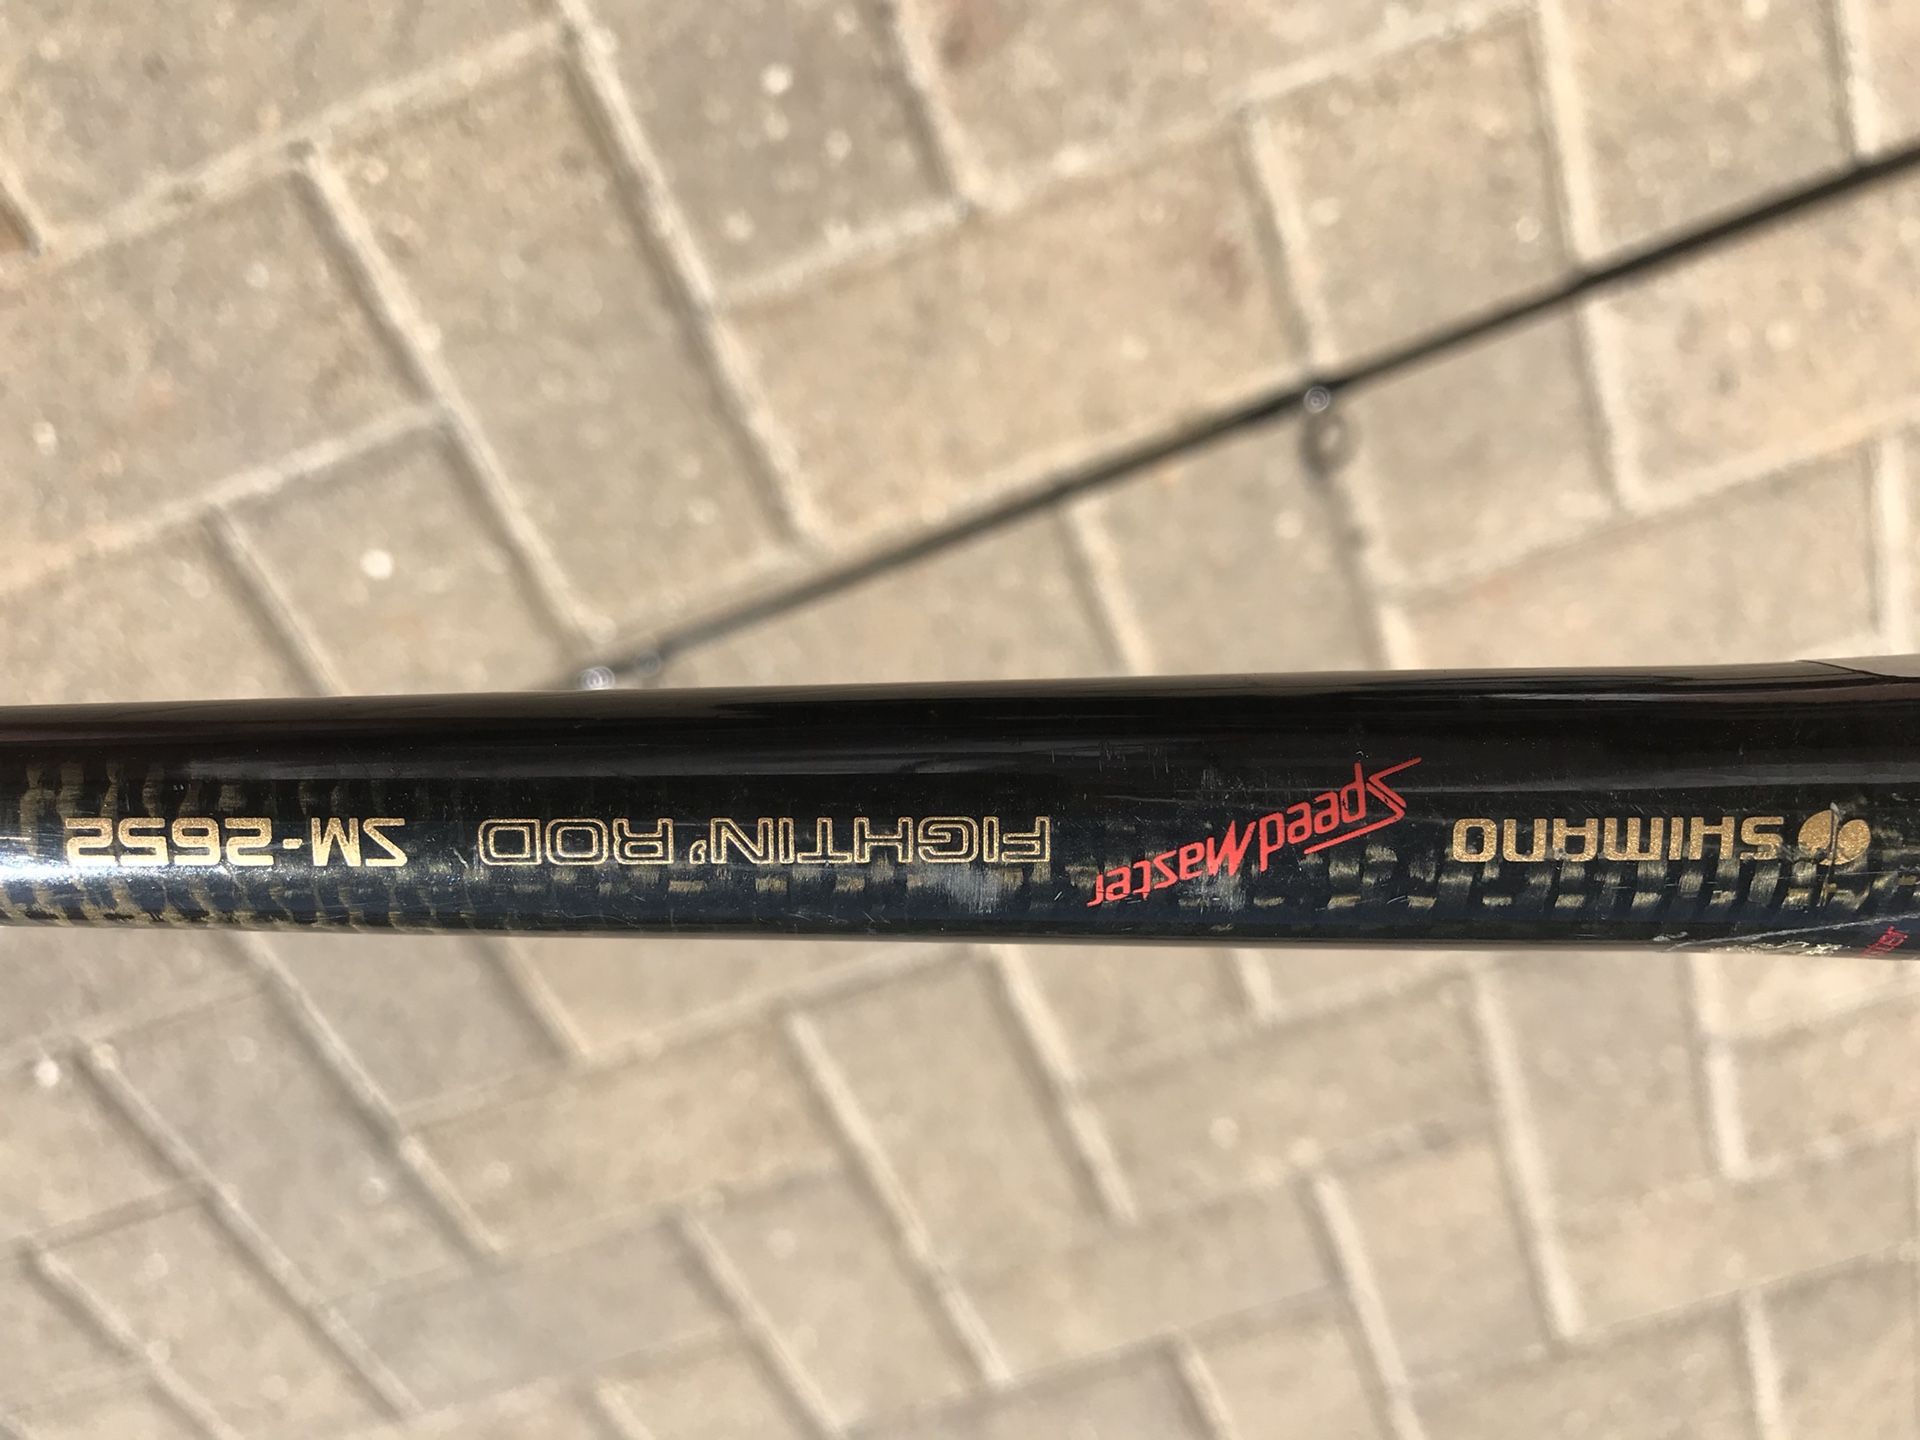 SHIMANO SpeedMaster FIGHTIN' ROD SM-2652